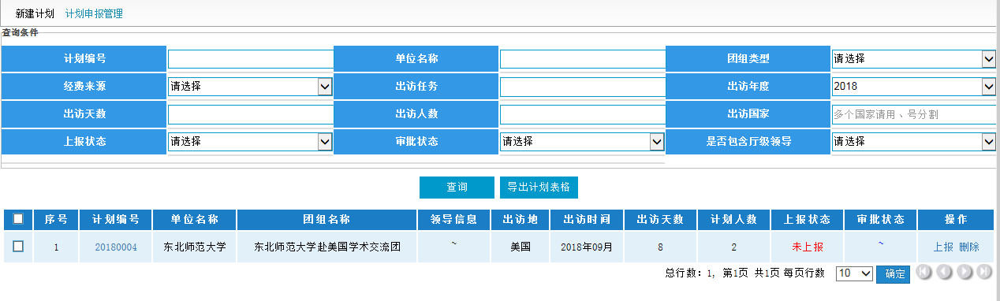 新建计划 计划申报管理
查询条件
计划编号 单位名称 团组类型 请选择
经费来源 请选择 出访任务 出访年度 2018
出访天数 出访人数 出访国家 多个国家请用、号分割
上报状态 请选择 审批状态 请选择 是否包含厅级领导 请选择
查询 导出计划表格
序号 计划编号 单位名称 团组名称 领导信息 出访地 出访时间 出访天数 计划人数 上报状态 审批状态 操作
1 20180004 东北师范大学 东北师范大学赴美国学术交流团 ~ 美国 2018年09月 8 2 未上报 ~ 上报 删除
总行数：1, 第1页 共1页 每页行数 10 确定